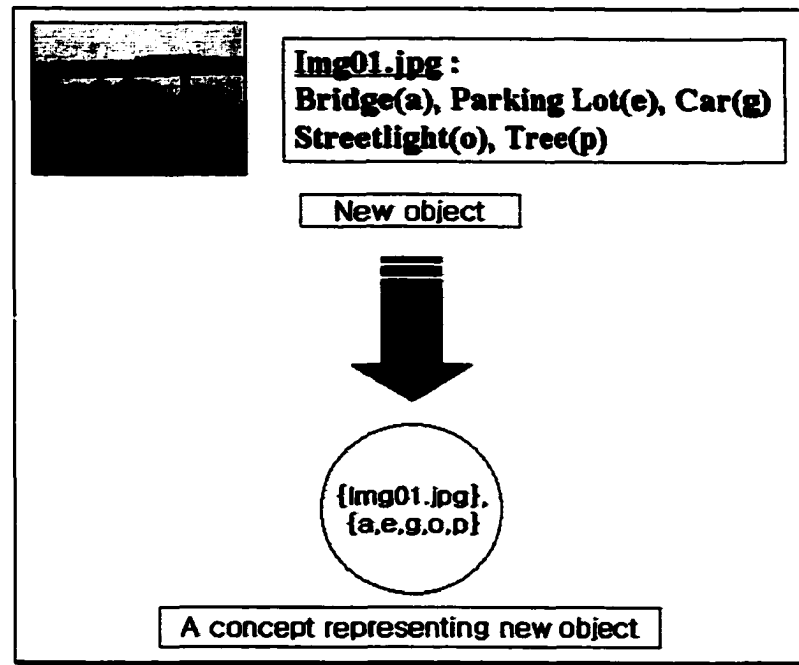 Img01.jpg :
Bridge(a), Parking Lot(e), Car(g)
Streetlight(o), Tree(p)
New object
{Img01.jpg},
{a,e,g,o,p}
A concept representing new object